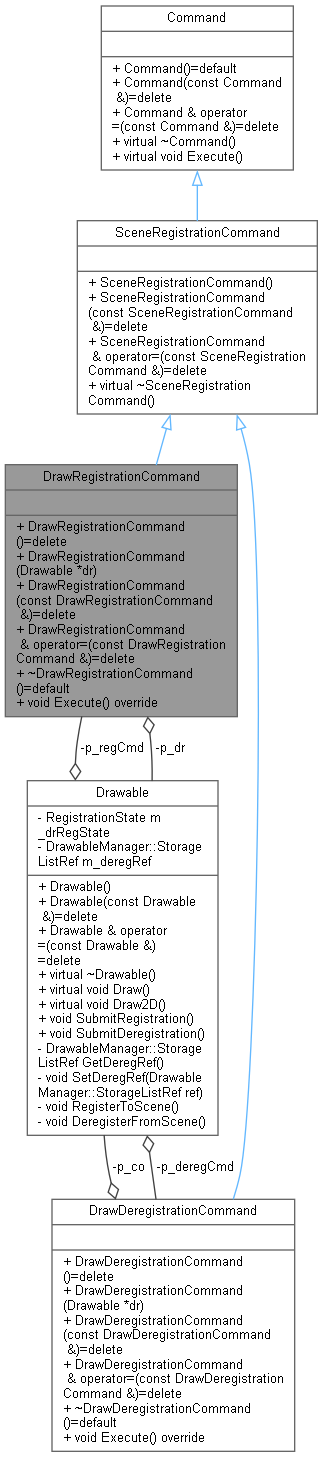 Command
+ Command()=default
+ Command(const Command
 &)=delete
+ Command & operator
=(const Command &)=delete
+ virtual ~Command()
+ virtual void Execute()
SceneRegistrationCommand
+ SceneRegistrationCommand()
+ SceneRegistrationCommand
(const SceneRegistrationCommand
 &)=delete
+ SceneRegistrationCommand
 & operator=(const SceneRegistration
Command &)=delete
+ virtual ~SceneRegistration
Command()
DrawRegistrationCommand
+ DrawRegistrationCommand
()=delete
+ DrawRegistrationCommand
(Drawable *dr)
+ DrawRegistrationCommand
(const DrawRegistrationCommand
 &)=delete
+ DrawRegistrationCommand
 & operator=(const DrawRegistration
Command &)=delete
+ ~DrawRegistrationCommand
()=default
+ void Execute() override
-p_regCmd
-p_dr
Drawable
- RegistrationState m
_drRegState
- DrawableManager::Storage
ListRef m_deregRef
+ Drawable()
+ Drawable(const Drawable
 &)=delete
+ Drawable & operator
=(const Drawable &)
=delete
+ virtual ~Drawable()
+ virtual void Draw()
+ virtual void Draw2D()
+ void SubmitRegistration()
+ void SubmitDeregistration()
- DrawableManager::Storage
ListRef GetDeregRef()
- void SetDeregRef(Drawable
Manager::StorageListRef ref)
- void RegisterToScene()
- void DeregisterFromScene()
-p_co
-p_deregCmd
DrawDeregistrationCommand
+ DrawDeregistrationCommand
()=delete
+ DrawDeregistrationCommand
(Drawable *dr)
+ DrawDeregistrationCommand
(const DrawDeregistrationCommand
 &)=delete
+ DrawDeregistrationCommand
 & operator=(const DrawDeregistration
Command &)=delete
+ ~DrawDeregistrationCommand
()=default
+ void Execute() override